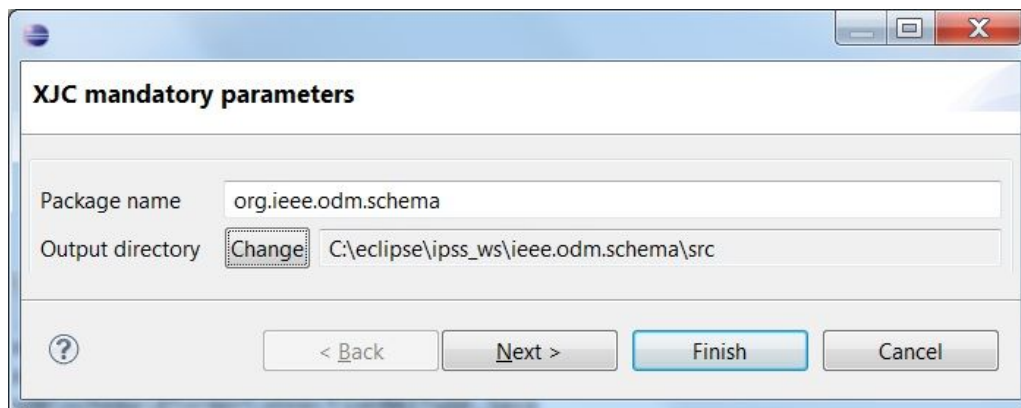 XJC mandatory parameters
Package name org.ieee.odm.schema
Output directory Change C:\eclipse\ipss_ws\ieee.odm.schema\src
? < Back Next > Finish Cancel